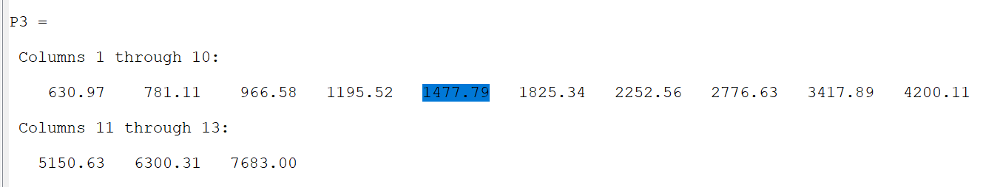 P3 =
Columns 1 through 10:
630.97 781.11 966.58 1195.52 1477.79 1825.34 2252.56 2776.63 3417.89 4200.11
Columns 11 through 13:
5150.63 6300.31 7683.00